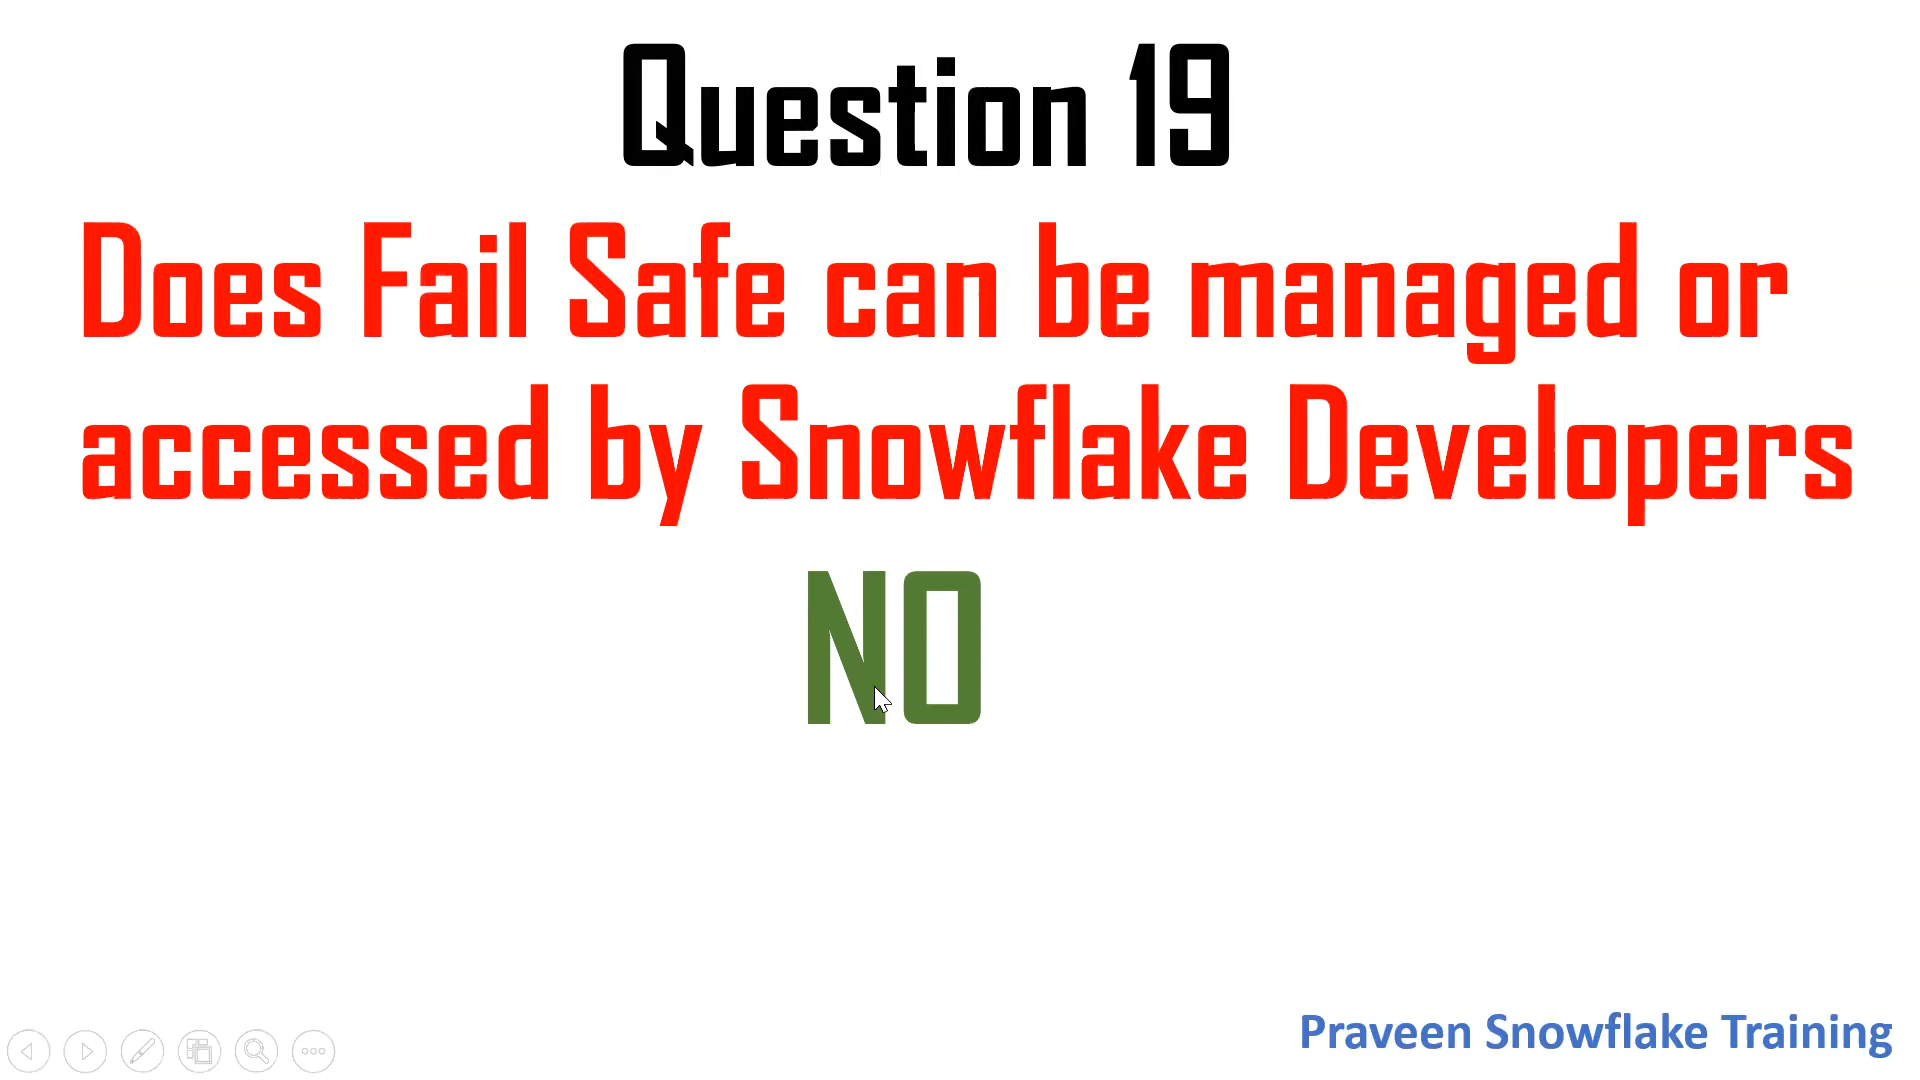 Question 19
Does Fail Safe can be managed or
accessed by Snowflake Developers
NO
Praveen Snowflake Training